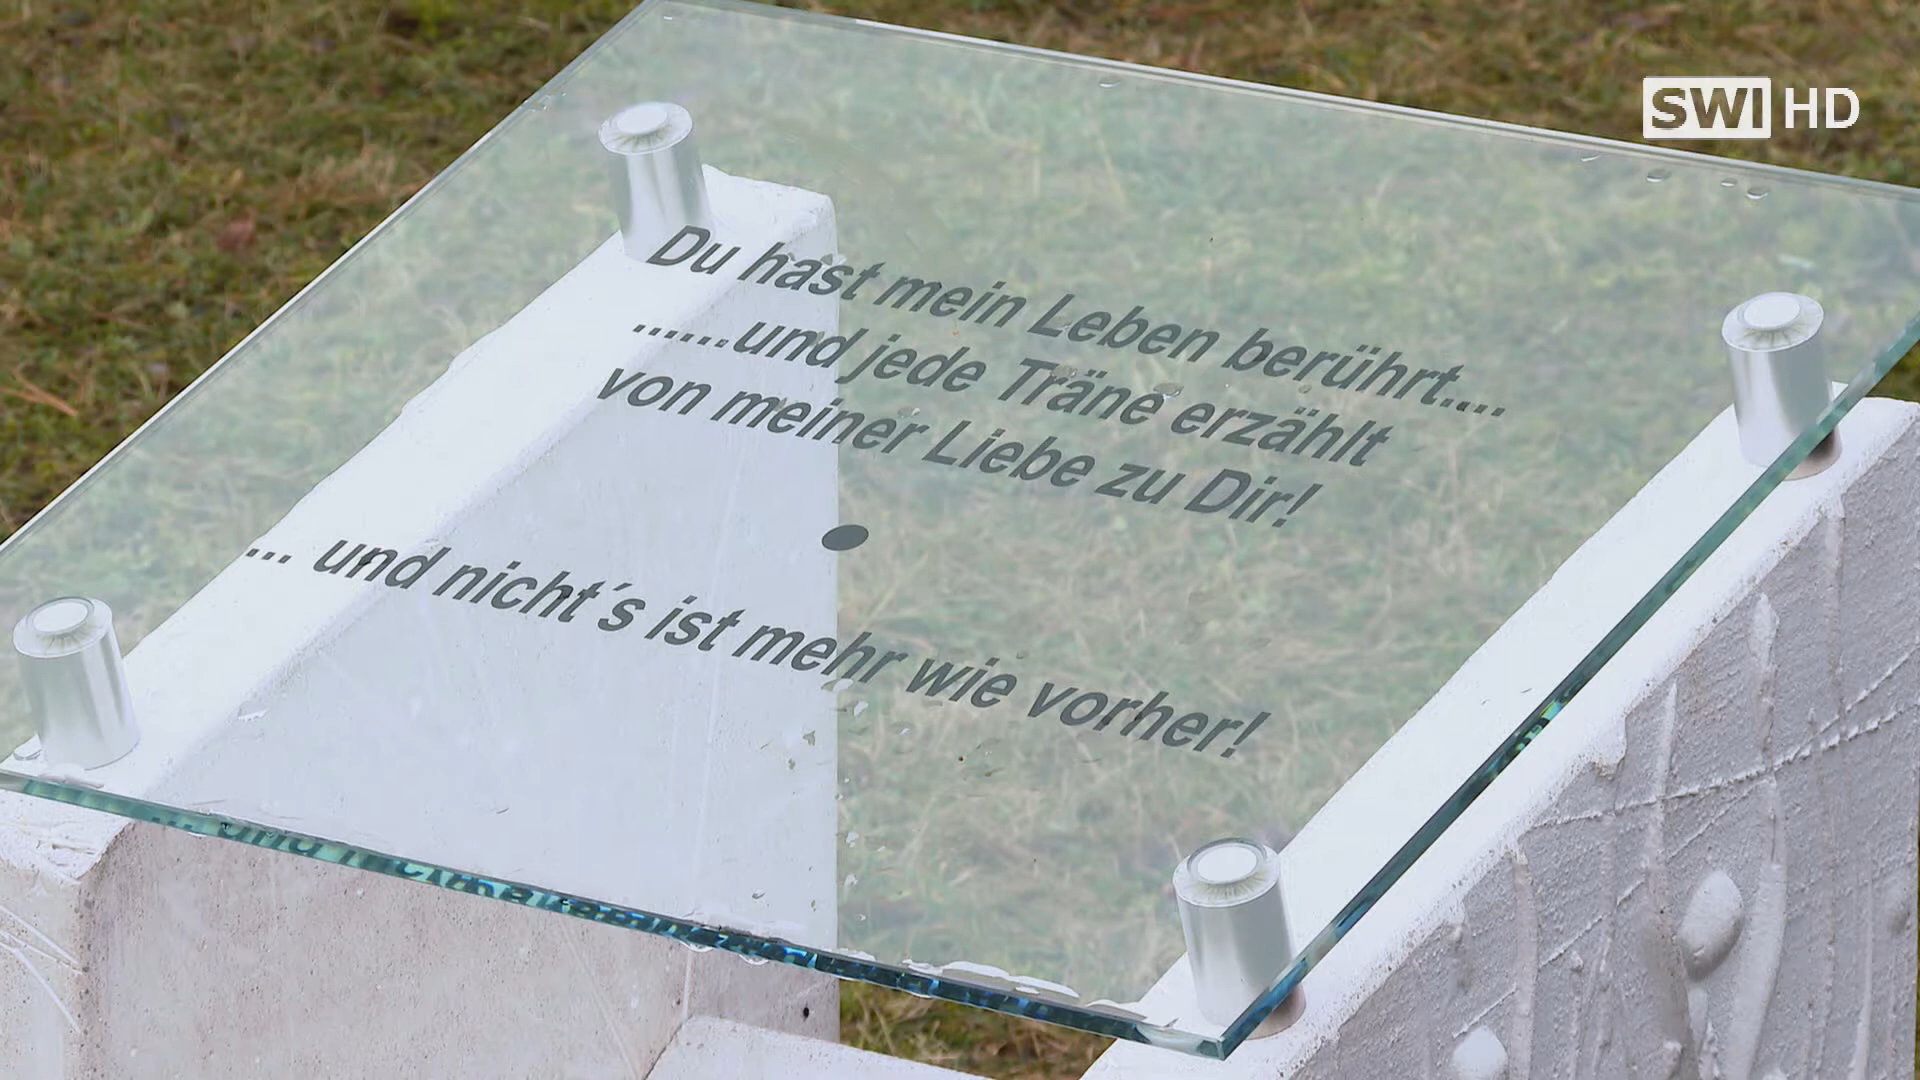 SWI HD
Du hast mein Leben berührt....
......und jede Träne erzählt
von meiner Liebe zu Dir!
... und nicht´s ist mehr wie vorher!